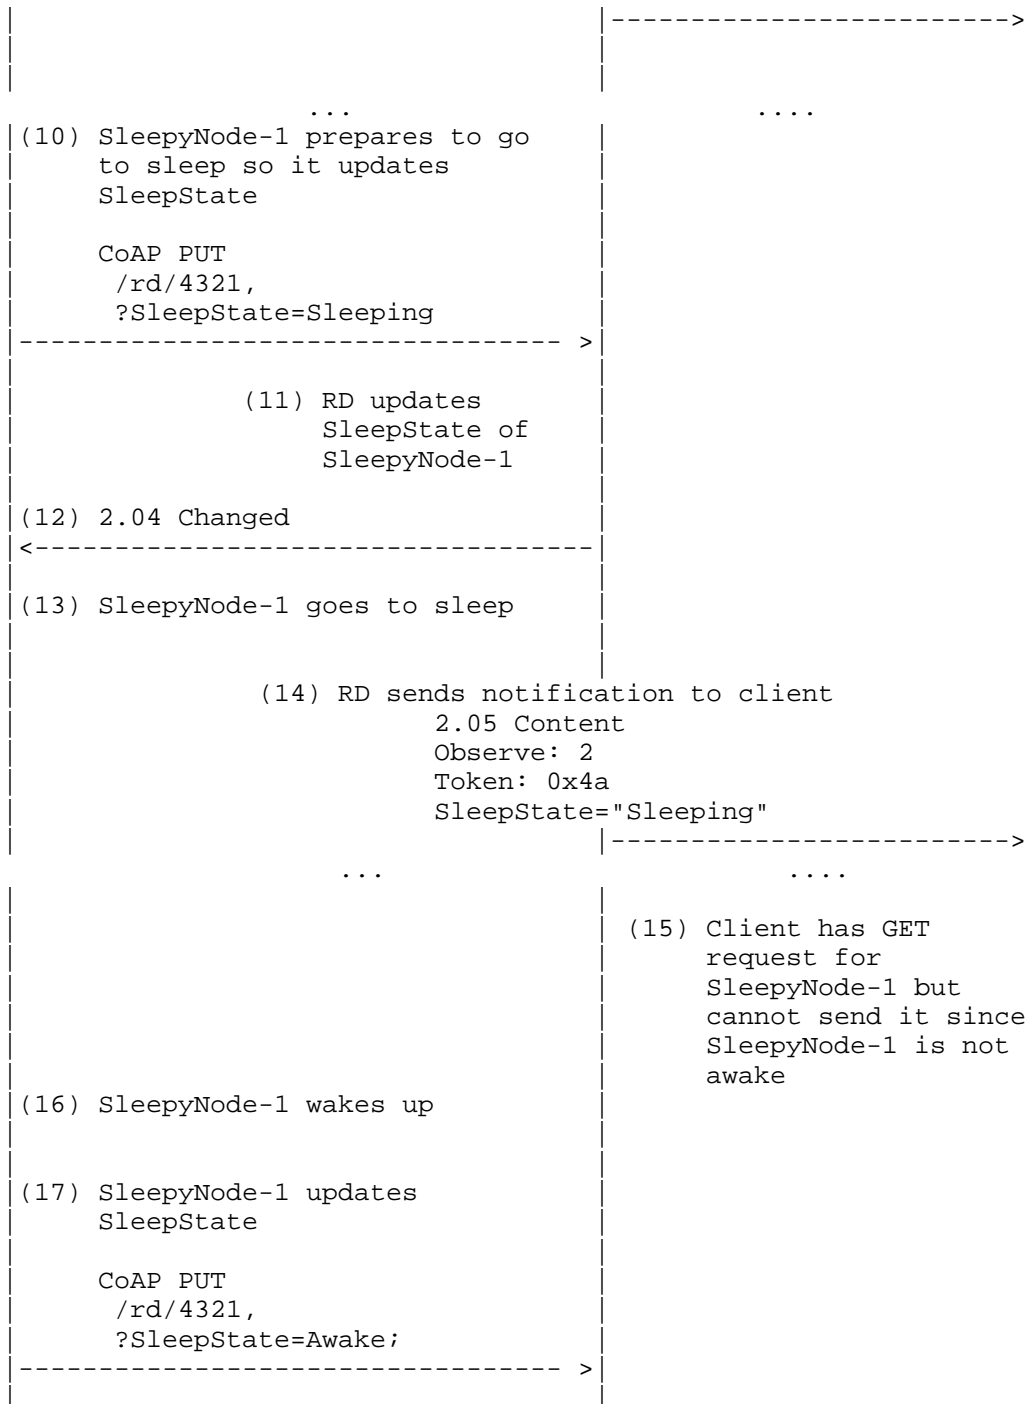 ... ....
(10) SleepyNode-1 prepares to go
to sleep so it updates
SleepState
CoAP PUT
/rd/4321,
?SleepState=Sleeping
(11) RD updates
SleepState of
SleepyNode-1
(12) 2.04 Changed
(13) SleepyNode-1 goes to sleep
(14) RD sends notification to client
2.05 Content
Observe: 2
Token: 0x4a
SleepState="Sleeping"
... ....
(15) Client has GET
request for
SleepyNode-1 but
cannot send it since
SleepyNode-1 is not
awake
(16) SleepyNode-1 wakes up
(17) SleepyNode-1 updates
SleepState
CoAP PUT
/rd/4321,
?SleepState=Awake;